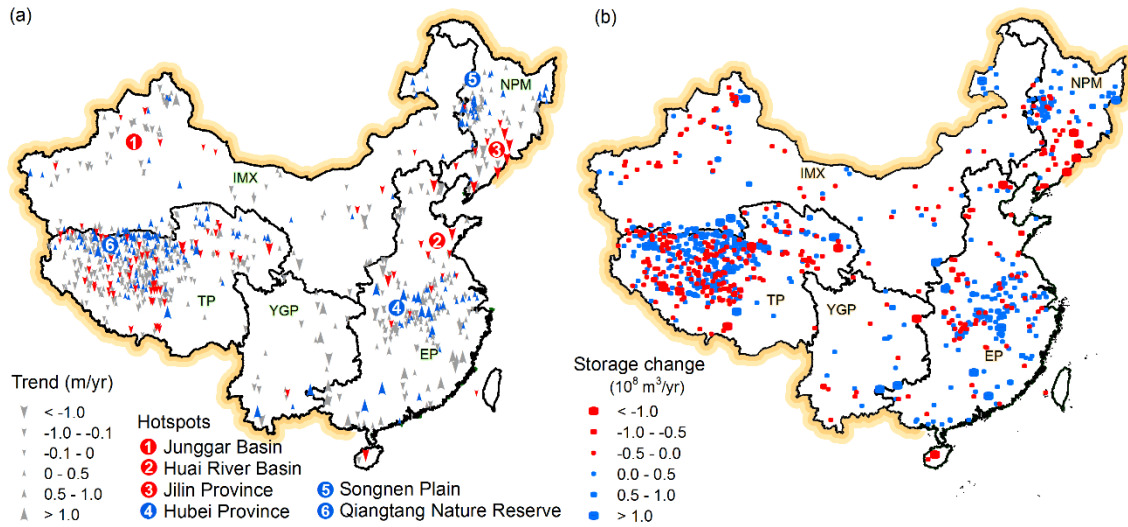 (a)
(b)
NPM
NPM
IMX
IMX
TP
TP
YGP
YGP
EP
EP
1
2
3
4
5
6
Trend (m/yr)
< -1.0
-1.0 - -0.1
-0.1 - 0
0 - 0.5
0.5 - 1.0
> 1.0
Hotspots
1 Junggar Basin
2 Huai River Basin
3 Jilin Province
4 Hubei Province
5 Songnen Plain
6 Qiangtang Nature Reserve
Storage change
(10⁸ m³/yr)
< -1.0
-1.0 - -0.5
-0.5 - 0.0
0.0 - 0.5
0.5 - 1.0
> 1.0